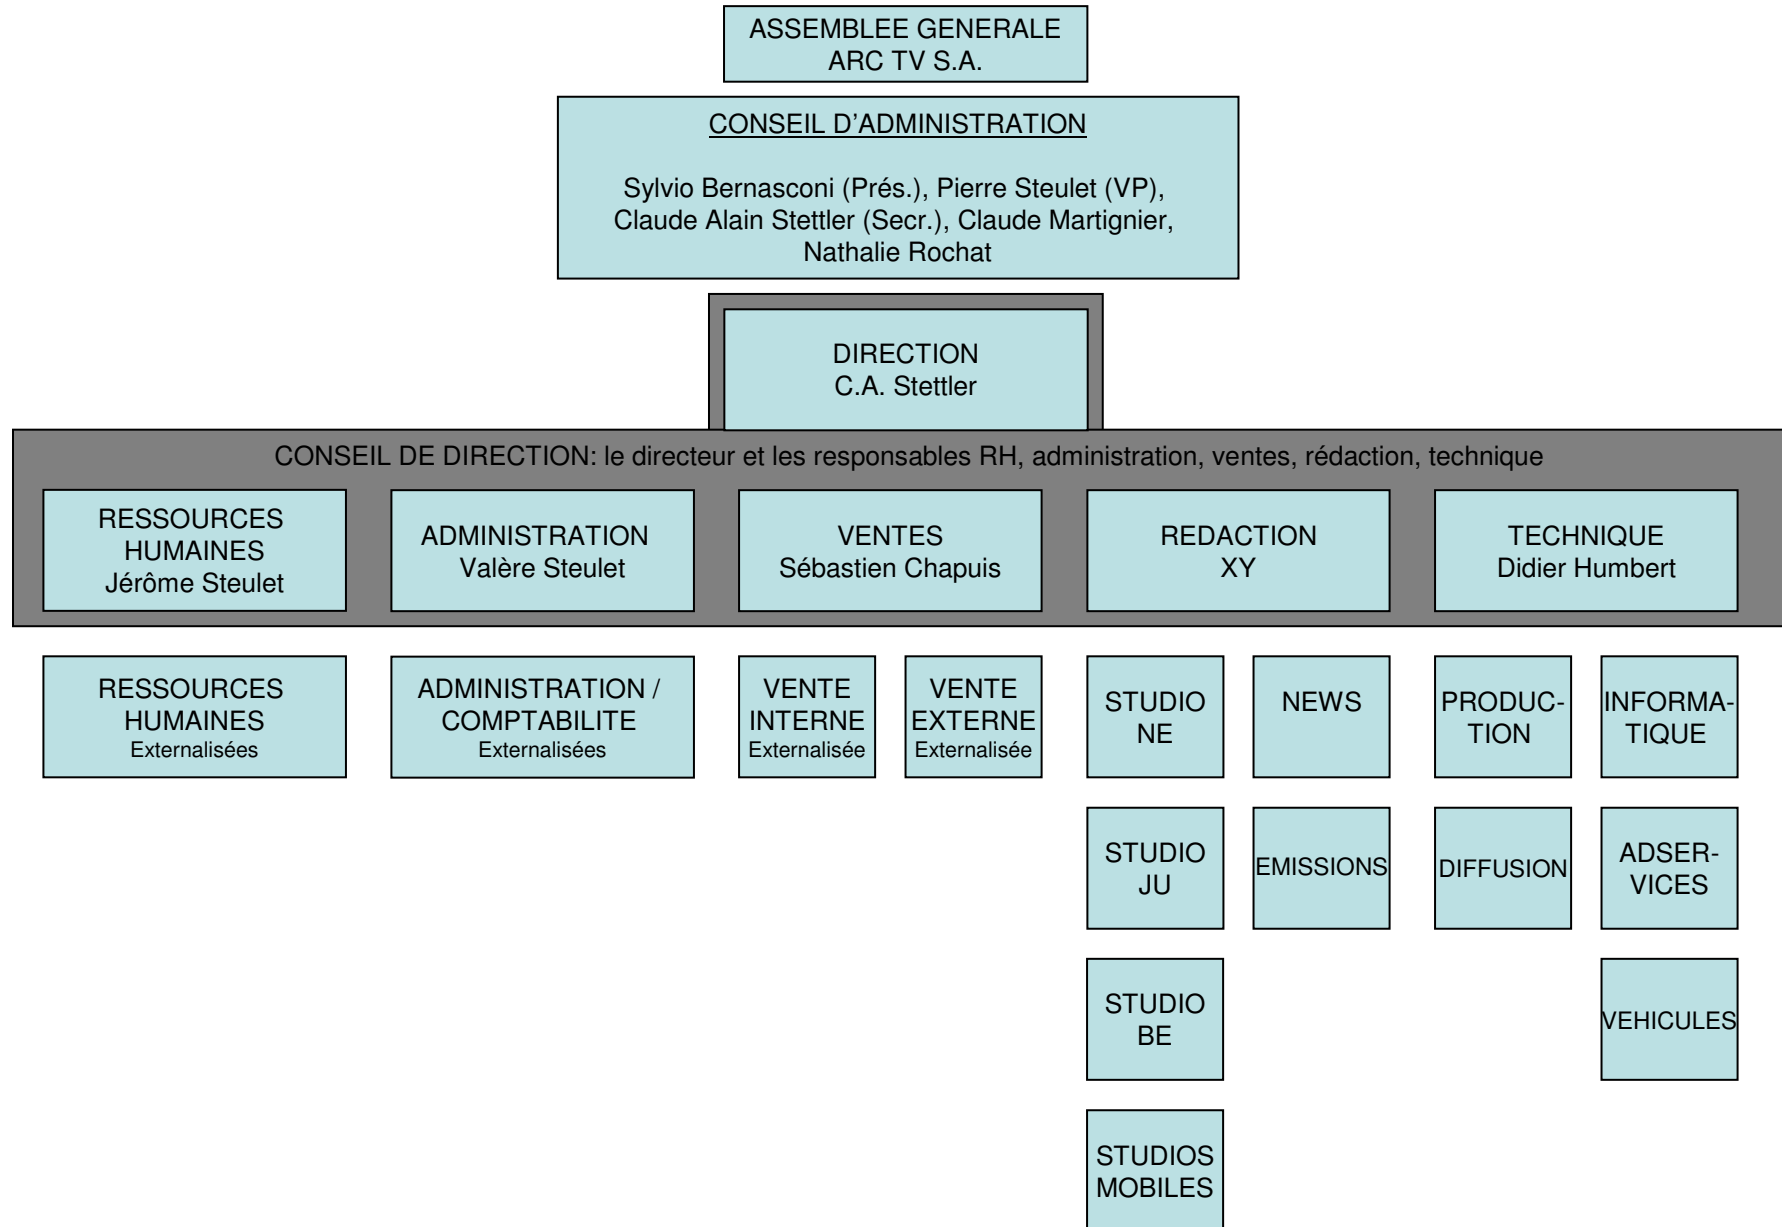 ASSEMBLEE GENERALE
ARC TV S.A.
CONSEIL D'ADMINISTRATION
Sylvio Bernasconi (Prés.), Pierre Steulet (VP),
Claude Alain Stettler (Secr.), Claude Martignier,
Nathalie Rochat
DIRECTION
C.A. Stettler
CONSEIL DE DIRECTION: le directeur et les responsables RH, administration, ventes, rédaction, technique
RESSOURCES
HUMAINES
Jérôme Steulet
ADMINISTRATION
Valère Steulet
VENTES
Sébastien Chapuis
REDACTION
XY
TECHNIQUE
Didier Humbert
RESSOURCES
HUMAINES
Externalisées
ADMINISTRATION /
COMPTABILITE
Externalisées
VENTE
INTERNE
Externalisée
VENTE
EXTERNE
Externalisée
STUDIO
NE
NEWS
PRODUC-
TION
INFORMA-
TIQUE
STUDIO
JU
EMISSIONS
DIFFUSION
ADSER-
VICES
STUDIO
BE
VEHICULES
STUDIOS
MOBILES